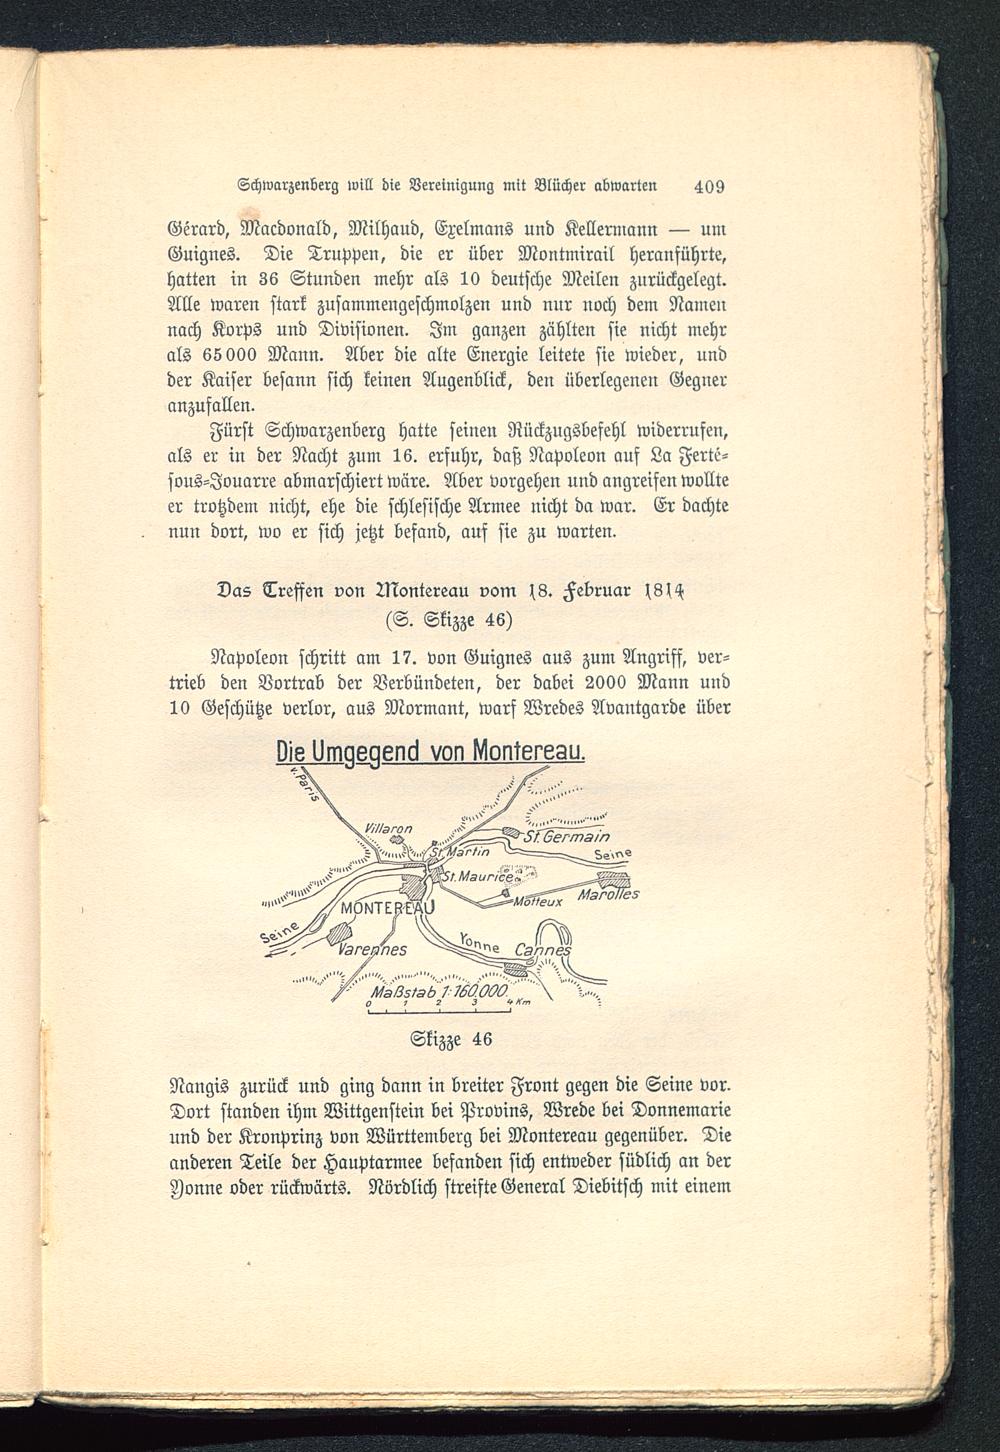 Schwarzenberg will die Vereinigung mit Blücher abwarten 409
Gérard, Macdonald, Milhaud, Exelmans und Kellermann — um
Guignes. Die Truppen, die er über Montmirail heranführte,
hatten in 36 Stunden mehr als 10 deutsche Meilen zurückgelegt.
Alle waren stark zusammengeschmolzen und nur noch dem Namen
nach Korps und Divisionen. Im ganzen zählten sie nicht mehr
als 65000 Mann. Aber die alte Energie leitete sie wieder, und
der Kaiser besann sich keinen Augenblick, den überlegenen Gegner
anzufallen.
Fürst Schwarzenberg hatte seinen Rückzugsbefehl widerrufen,
als er in der Nacht zum 16. erfuhr, daß Napoleon auf La Ferté-
sous-Jouarre abmarschiert wäre. Aber vorgehen und angreifen wollte
er trotzdem nicht, ehe die schlesische Armee nicht da war. Er dachte
nun dort, wo er sich jetzt befand, auf sie zu warten.
Das Treffen von Montereau vom 18. Februar 1814
(S. Skizze 46)
Napoleon schritt am 17. von Guignes aus zum Angriff, ver-
trieb den Vortrab der Verbündeten, der dabei 2000 Mann und
10 Geschütze verlor, aus Mormant, warf Wredes Avantgarde über
Die Umgegend von Montereau.
v. Paris
Villaron
St. Martin
St. Germain
Seine
St. Maurice
Motteux
Marolles
MONTEREAU
Seine
Varennes
Yonne
Cannes
Maßstab 1:160,000.
0 1 2 3 4 Km
Skizze 46
Nangis zurück und ging dann in breiter Front gegen die Seine vor.
Dort standen ihm Wittgenstein bei Provins, Wrede bei Donnemarie
und der Kronprinz von Württemberg bei Montereau gegenüber. Die
anderen Teile der Hauptarmee befanden sich entweder südlich an der
Yonne oder rückwärts. Nördlich streifte General Diebitsch mit einem